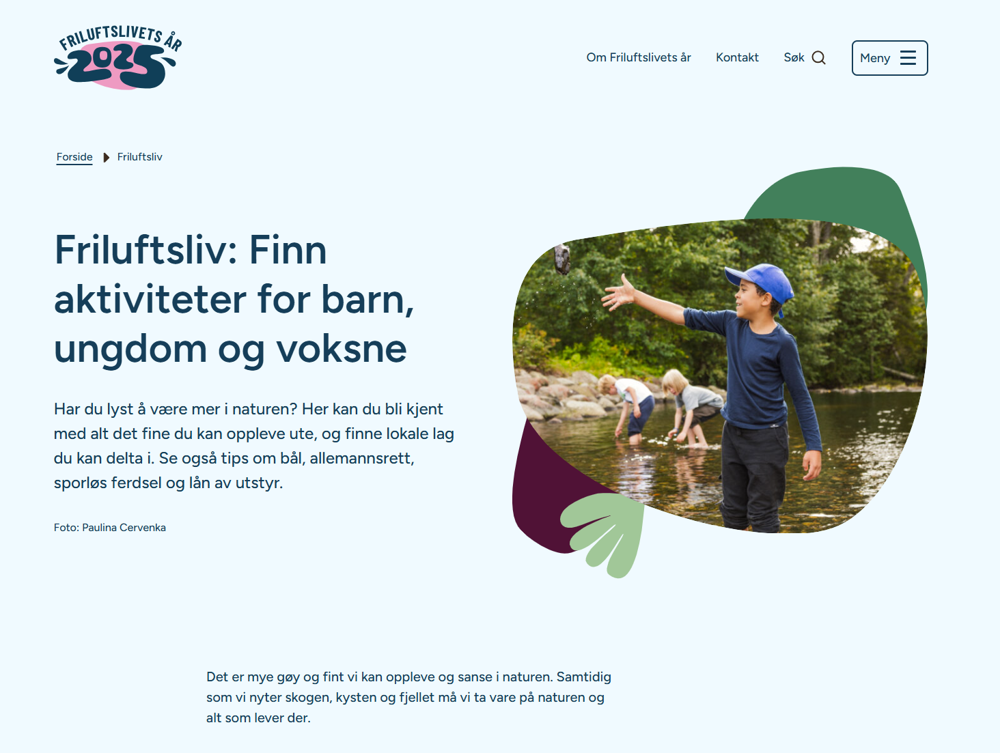 FRILUFTSLIVETS ÅR
2025
Om Friluftslivets år
Kontakt
Søk
Meny
Forside
Friluftsliv
Friluftsliv: Finn
aktiviteter for barn,
ungdom og voksne
Har du lyst å være mer i naturen? Her kan du bli kjent
med alt det fine du kan oppleve ute, og finne lokale lag
du kan delta i. Se også tips om bål, allemannsrett,
sporløs ferdsel og lån av utstyr.
Foto: Paulina Cervenka
Det er mye gøy og fint vi kan oppleve og sanse i naturen. Samtidig
som vi nyter skogen, kysten og fjellet må vi ta vare på naturen og
alt som lever der.